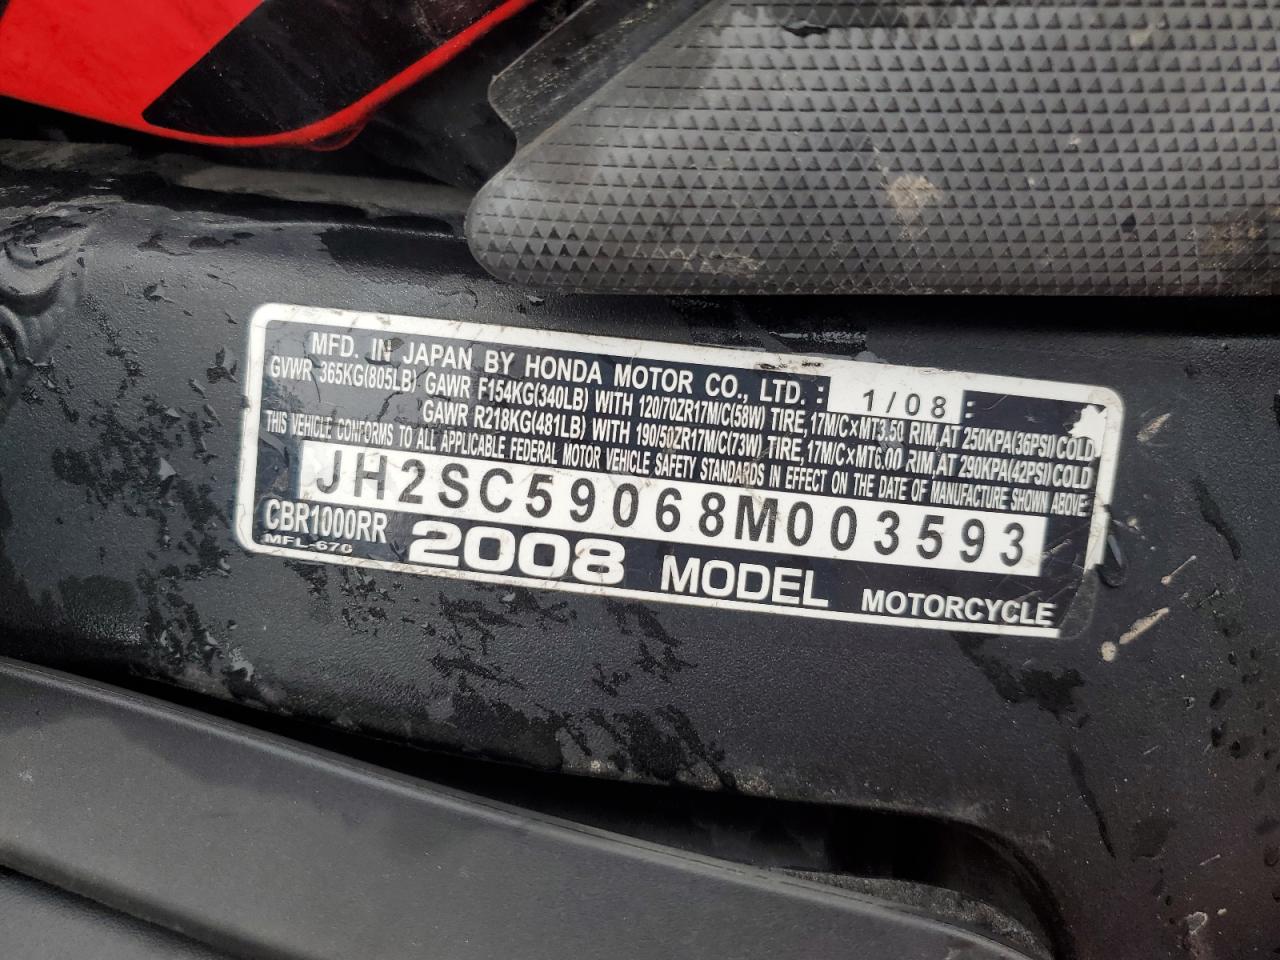 MFD. IN JAPAN BY HONDA MOTOR CO., LTD. : 1/08 :
GVWR 365KG(805LB) GAWR F154KG(340LB) WITH 120/70ZR17M/C(58W) TIRE, 17M/C×MT3.50 RIM, AT 250KPA(36PSI)COLD
GAWR R218KG(481LB) WITH 190/50ZR17M/C(73W) TIRE, 17M/C×MT6.00 RIM, AT 290KPA(42PSI)COLD
THIS VEHICLE CONFORMS TO ALL APPLICABLE FEDERAL MOTOR VEHICLE SAFETY STANDARDS IN EFFECT ON THE DATE OF MANUFACTURE SHOWN ABOVE.
JH2SC59068M003593
CBR1000RR 2008 MODEL MOTORCYCLE
MFL-670